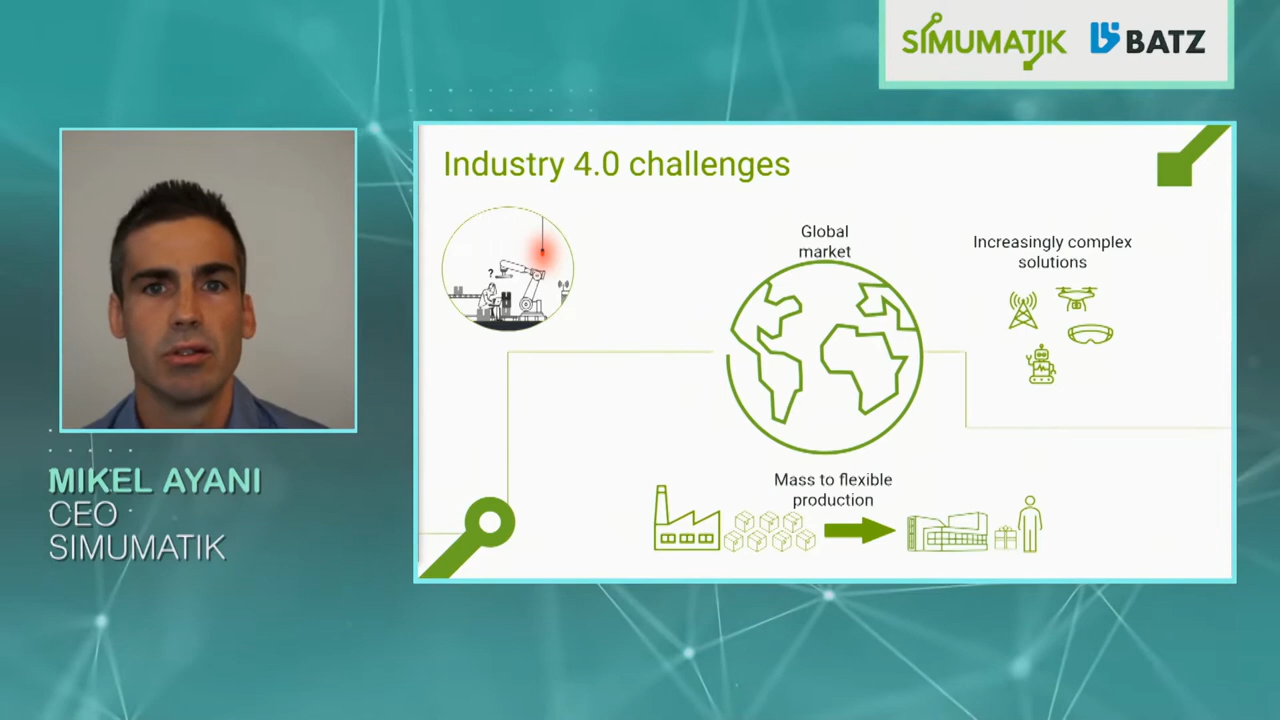 SIMUMATIK BATZ
Industry 4.0 challenges
Global
market
Increasingly complex
solutions
?
Mass to flexible
production
MIKEL AYANI
CEO
SIMUMATIK